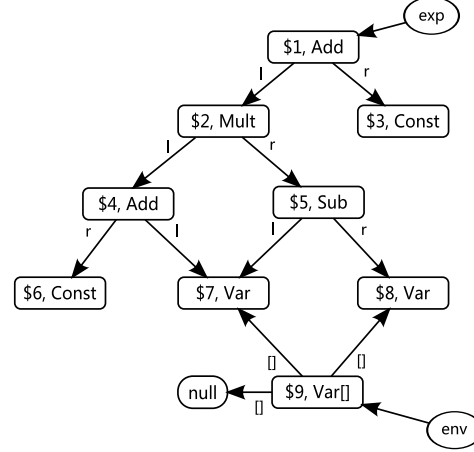 exp
$1, Add
l
r
$2, Mult
$3, Const
l
r
$4, Add
$5, Sub
r
l
l
r
$6, Const
$7, Var
$8, Var
[]
[]
null
[]
$9, Var[]
env